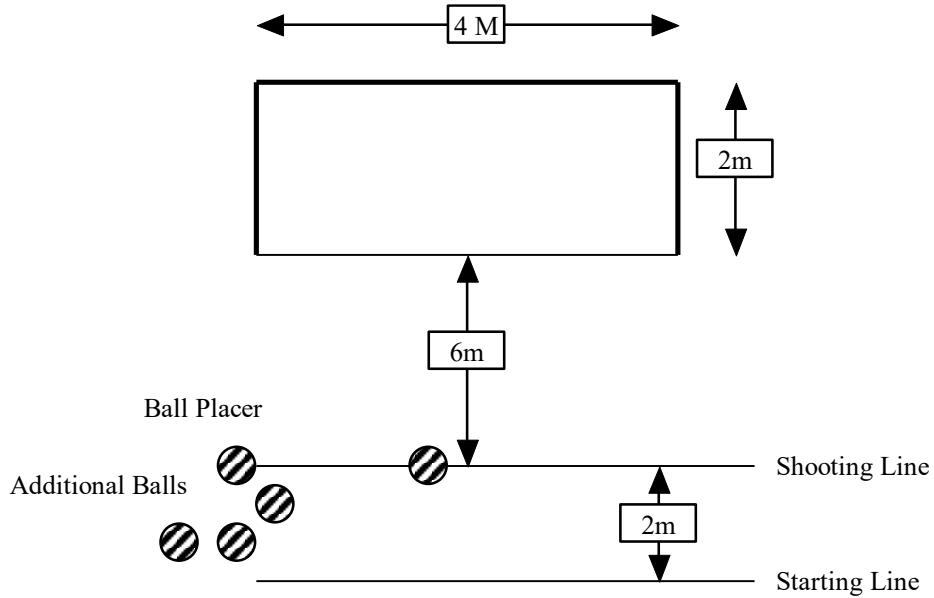 4 M
2m
6m
Ball Placer
Additional Balls
Shooting Line
2m
Starting Line